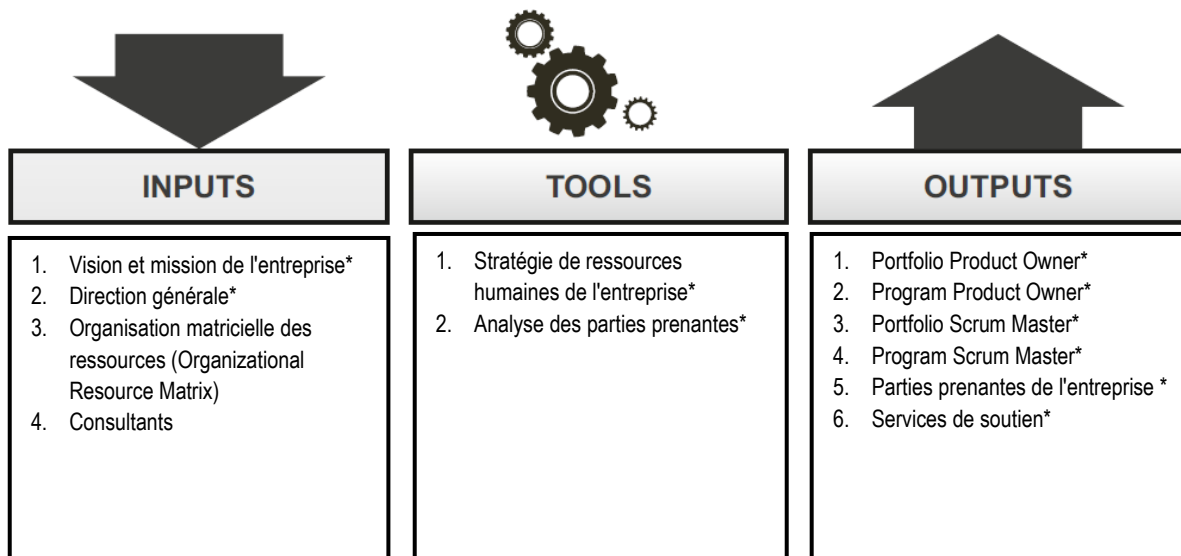 INPUTS
1. Vision et mission de l'entreprise*
2. Direction générale*
3. Organisation matricielle des
ressources (Organizational
Resource Matrix)
4. Consultants
TOOLS
1. Stratégie de ressources
humaines de l'entreprise*
2. Analyse des parties prenantes*
OUTPUTS
1. Portfolio Product Owner*
2. Program Product Owner*
3. Portfolio Scrum Master*
4. Program Scrum Master*
5. Parties prenantes de l'entreprise *
6. Services de soutien*